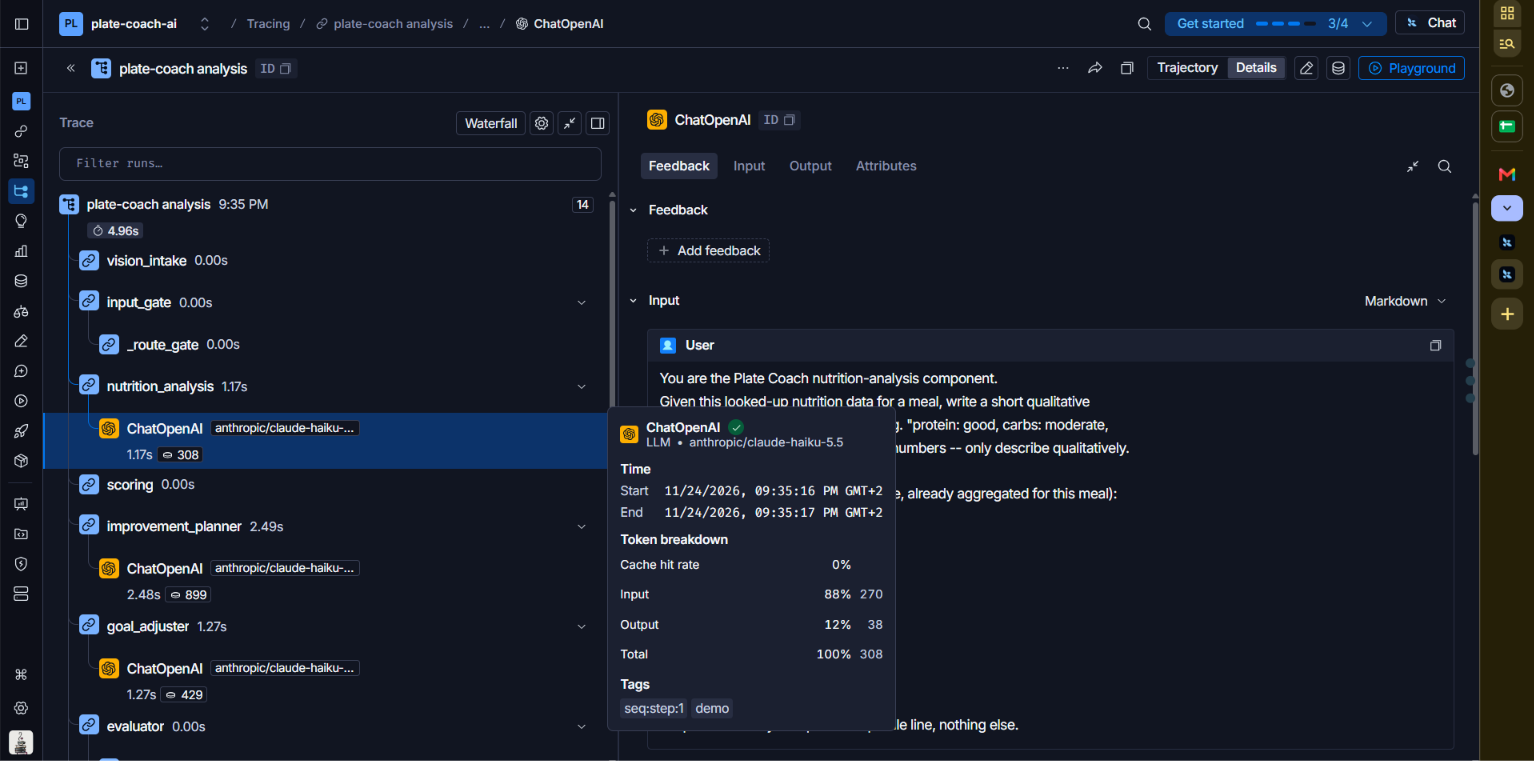 PL plate-coach-ai / Tracing / plate-coach analysis / ... / ChatOpenAI
Get started 3/4 Chat
plate-coach analysis ID
... Trajectory Details Playground
PL
Trace
Waterfall
Filter runs…
plate-coach analysis 9:35 PM 14
4.96s
vision_intake 0.00s
input_gate 0.00s
_route_gate 0.00s
nutrition_analysis 1.17s
ChatOpenAI anthropic/claude-haiku-...
1.17s 308
scoring 0.00s
improvement_planner 2.49s
ChatOpenAI anthropic/claude-haiku-...
2.48s 899
goal_adjuster 1.27s
ChatOpenAI anthropic/claude-haiku-...
1.27s 429
evaluator 0.00s
ChatOpenAI ID
Feedback Input Output Attributes
Feedback
+ Add feedback
Input Markdown
User
You are the Plate Coach nutrition-analysis component.
Given this looked-up nutrition data for a meal, write a short qualitative
g. "protein: good, carbs: moderate,
numbers -- only describe qualitatively.
, already aggregated for this meal):
line, nothing else.
ChatOpenAI
LLM • anthropic/claude-haiku-5.5
Time
Start 11/24/2026, 09:35:16 PM GMT+2
End 11/24/2026, 09:35:17 PM GMT+2
Token breakdown
Cache hit rate 0%
Input 88% 270
Output 12% 38
Total 100% 308
Tags
seq:step:1 demo